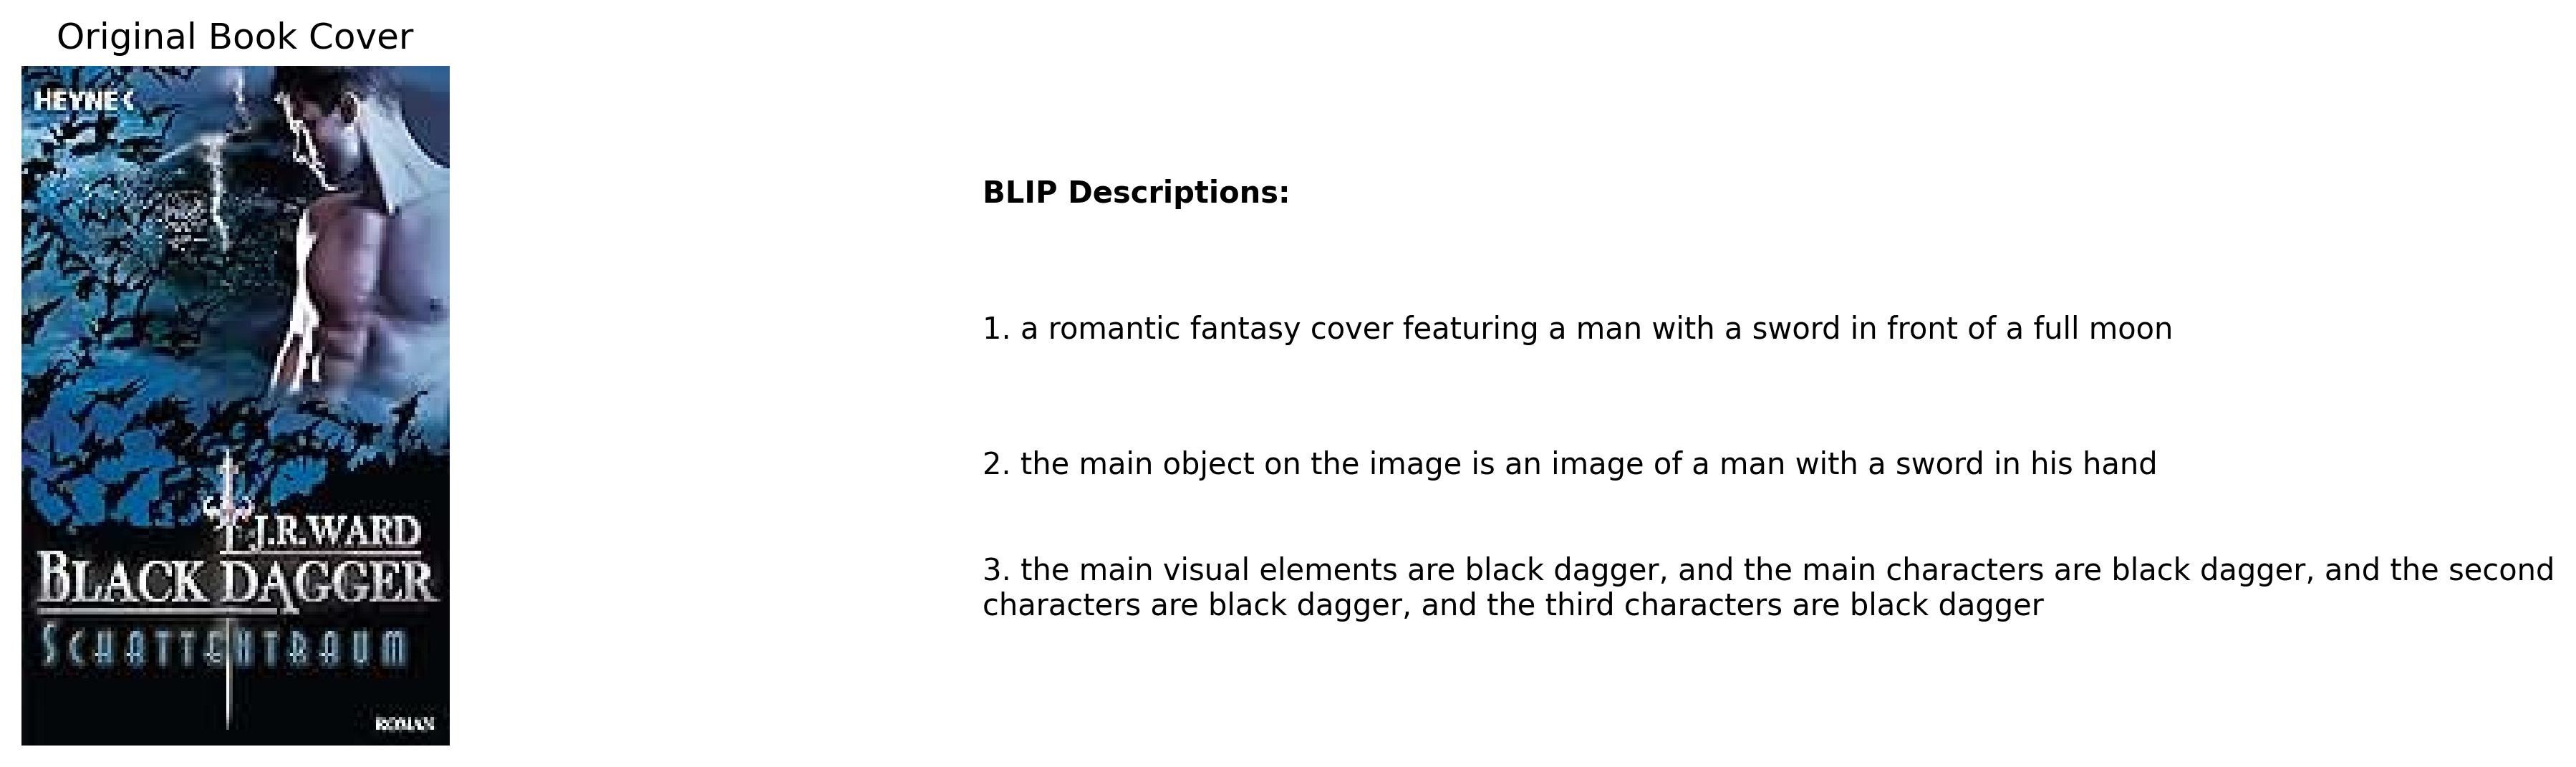 Original Book Cover
HEYNE
J.R.WARD
BLACK DAGGER
SCHATTENTRAUM
ROMAN
BLIP Descriptions:
1. a romantic fantasy cover featuring a man with a sword in front of a full moon
2. the main object on the image is an image of a man with a sword in his hand
3. the main visual elements are black dagger, and the main characters are black dagger, and the second
characters are black dagger, and the third characters are black dagger